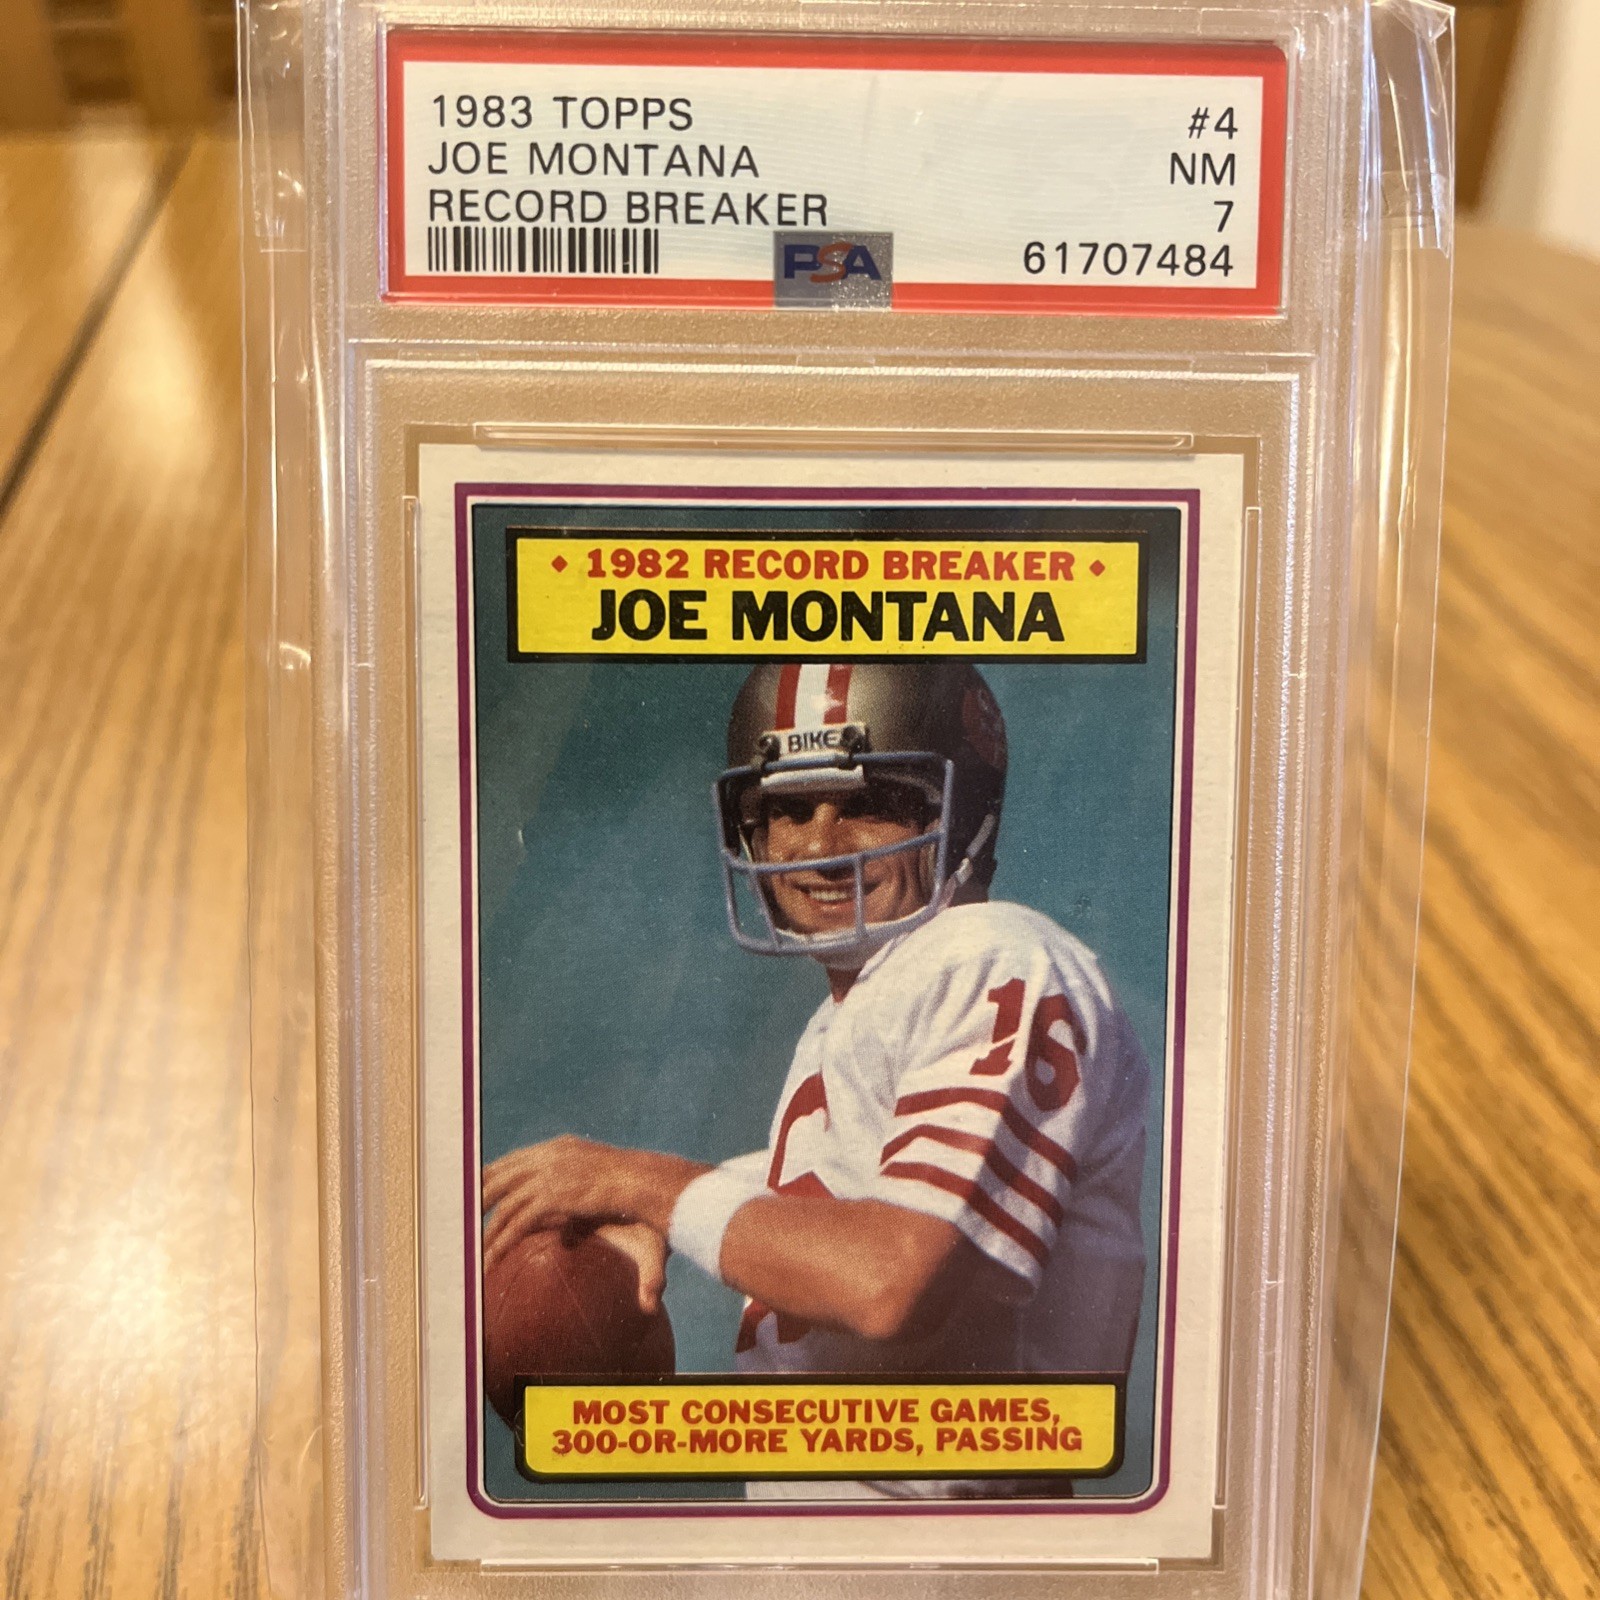 1983 TOPPS #4
JOE MONTANA NM
RECORD BREAKER 7
PSA 61707484
1982 RECORD BREAKER
JOE MONTANA
BIKE
16
MOST CONSECUTIVE GAMES,
300-OR-MORE YARDS, PASSING